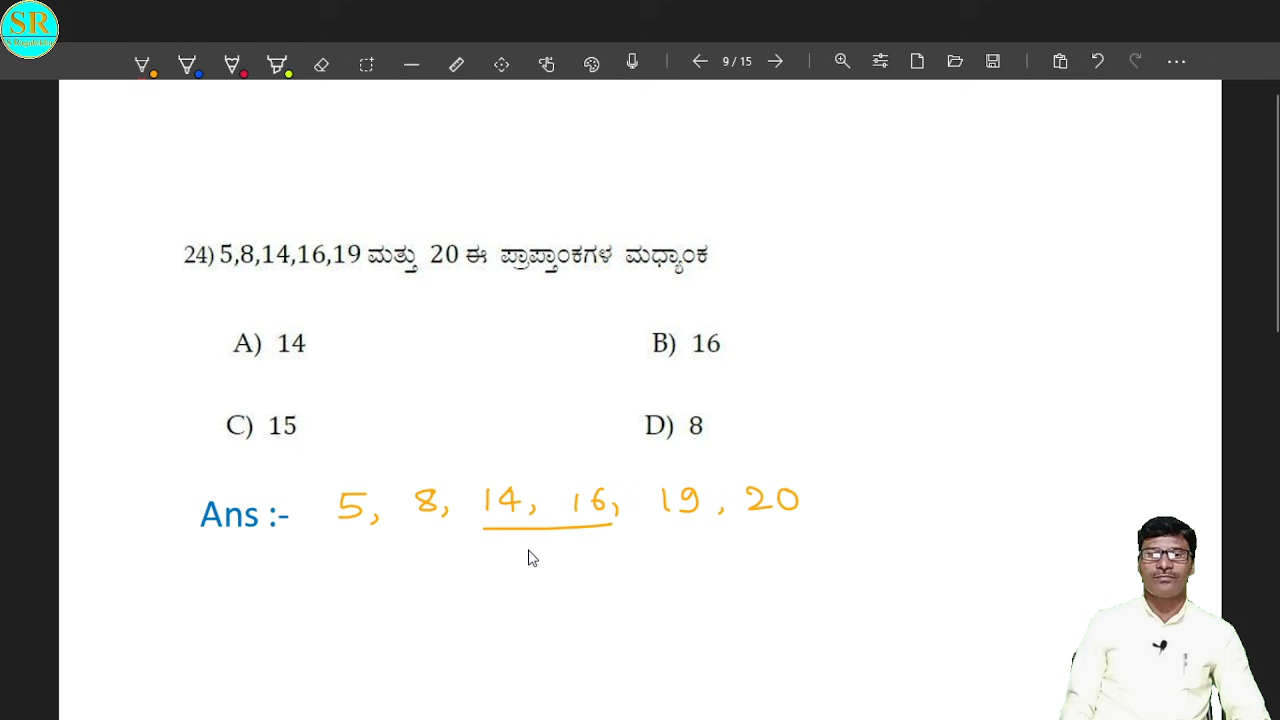 SR
9 / 15
24) 5,8,14,16,19 ಮತ್ತು 20 ಈ ಪ್ರಾಪ್ತಾಂಕಗಳ ಮಧ್ಯಾಂಕ
A) 14
B) 16
C) 15
D) 8
Ans :- 5, 8, 14, 16, 19, 20